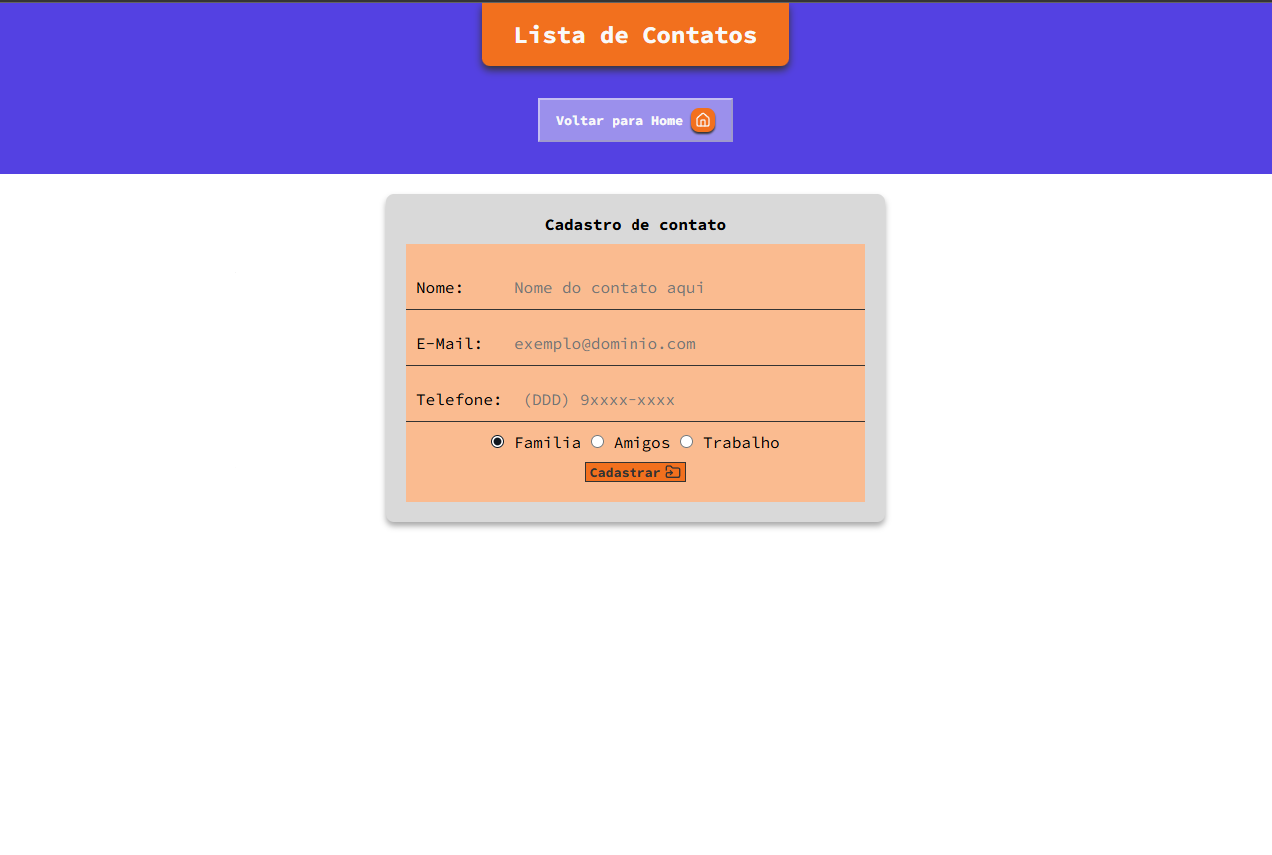 Lista de Contatos
Voltar para Home
Cadastro de contato
Nome: Nome do contato aqui
E-Mail: exemplo@dominio.com
Telefone: (DDD) 9xxxx-xxxx
Familia Amigos Trabalho
Cadastrar